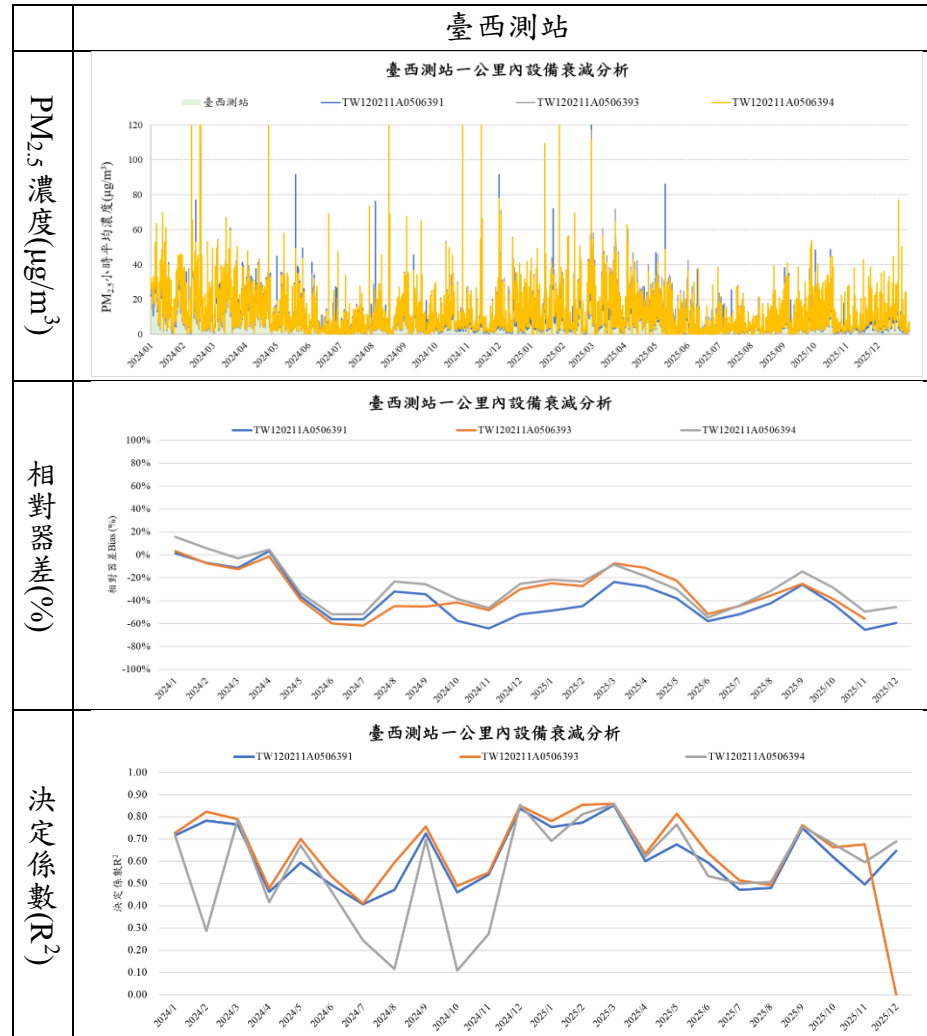 臺西測站
PM2.5 濃度(μg/m³)
臺西測站一公里內設備衰減分析
臺西測站 TW120211A0506391 TW120211A0506393 TW120211A0506394
PM2.5小時平均濃度(μg/m³)
120
100
80
60
40
20
0
2024/01 2024/02 2024/03 2024/04 2024/05 2024/06 2024/07 2024/08 2024/09 2024/10 2024/11 2024/12 2025/01 2025/02 2025/03 2025/04 2025/05 2025/06 2025/07 2025/08 2025/09 2025/10 2025/11 2025/12
相對器差(%)
臺西測站一公里內設備衰減分析
TW120211A0506391 TW120211A0506393 TW120211A0506394
相對器差Bias(%)
100%
80%
60%
40%
20%
0%
-20%
-40%
-60%
-80%
-100%
2024/1 2024/2 2024/3 2024/4 2024/5 2024/6 2024/7 2024/8 2024/9 2024/10 2024/11 2024/12 2025/1 2025/2 2025/3 2025/4 2025/5 2025/6 2025/7 2025/8 2025/9 2025/10 2025/11 2025/12
決定係數(R²)
臺西測站一公里內設備衰減分析
TW120211A0506391 TW120211A0506393 TW120211A0506394
決定係數R²
1.00
0.90
0.80
0.70
0.60
0.50
0.40
0.30
0.20
0.10
0.00
2024/1 2024/2 2024/3 2024/4 2024/5 2024/6 2024/7 2024/8 2024/9 2024/10 2024/11 2024/12 2025/1 2025/2 2025/3 2025/4 2025/5 2025/6 2025/7 2025/8 2025/9 2025/10 2025/11 2025/12